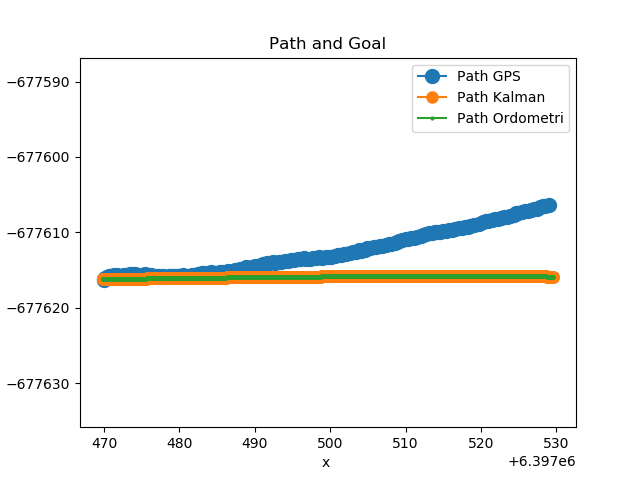 Path and Goal
Path GPS
Path Kalman
Path Ordometri
−677590
−677600
−677610
−677620
−677630
470 480 490 500 510 520 530
x
+6.397e6